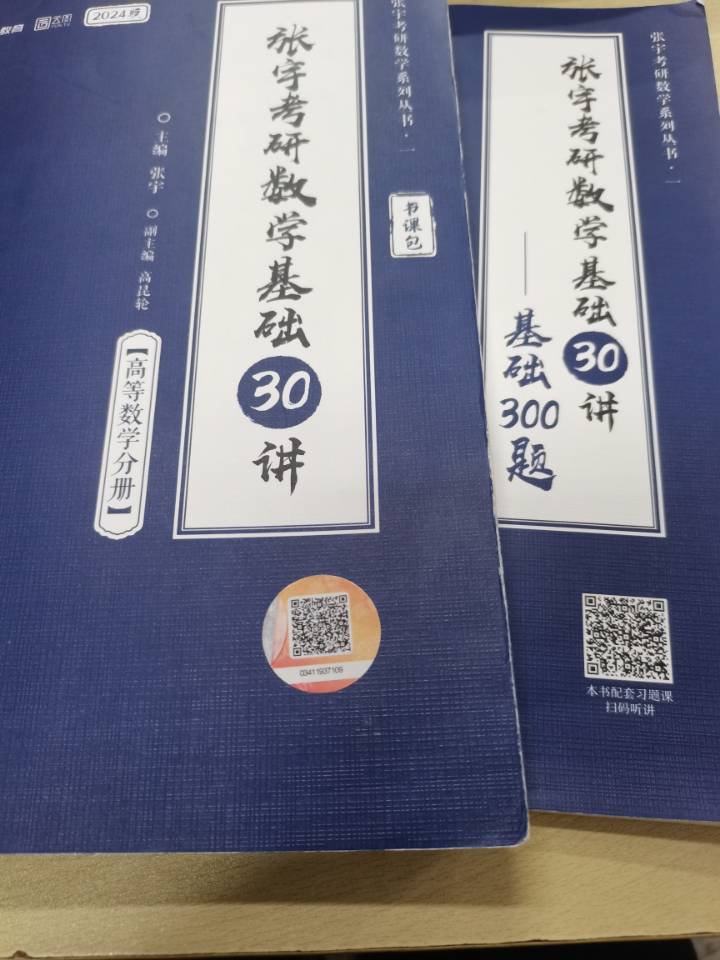 教育
2024版
张宇考研数学系列丛书·一
张宇考研数学基础30讲
书课包
主编 张宇
副主编 高昆轮
【高等数学分册】
03411937109
张宇考研数学系列丛书·一
张宇考研数学基础30讲
——基础300题
本书配套习题课
扫码听讲